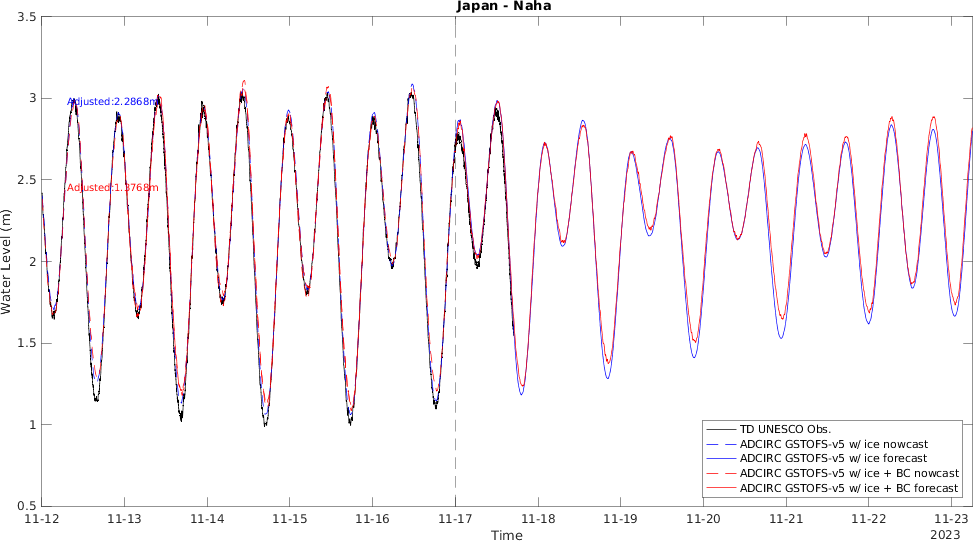 Japan - Naha
3.5
3
2.5
2
1.5
1
0.5
Water Level (m)
Adjusted:2.2868m
Adjusted:1.3768m
TD UNESCO Obs.
ADCIRC GSTOFS-v5 w/ ice nowcast
ADCIRC GSTOFS-v5 w/ ice forecast
ADCIRC GSTOFS-v5 w/ ice + BC nowcast
ADCIRC GSTOFS-v5 w/ ice + BC forecast
11-12 11-13 11-14 11-15 11-16 11-17 11-18 11-19 11-20 11-21 11-22 11-23
Time
2023